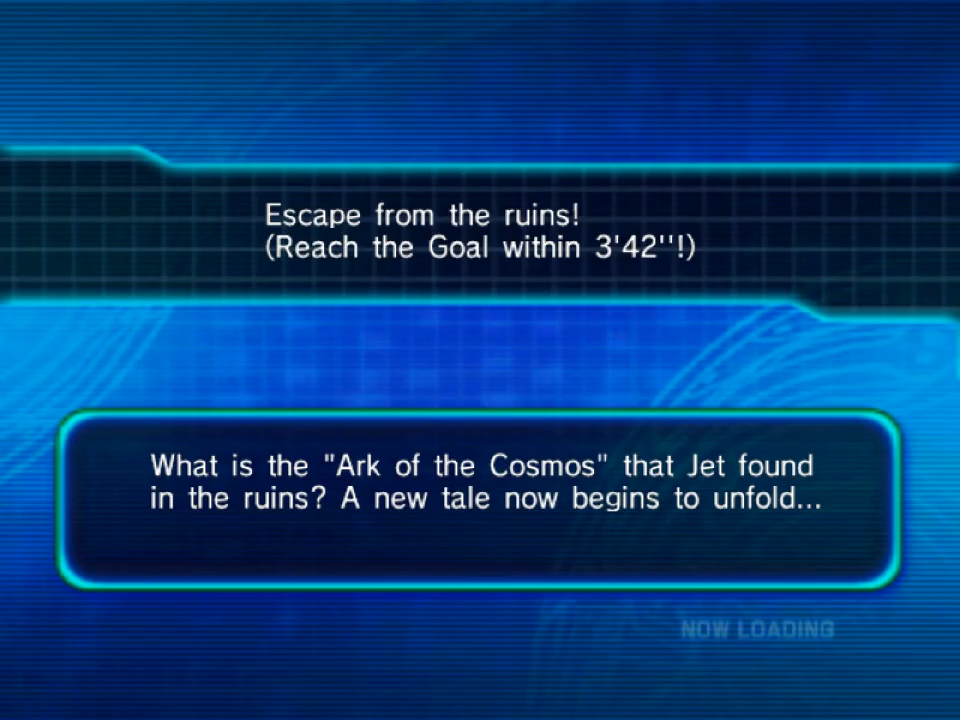 Escape from the ruins!
(Reach the Goal within 3'42''!)
What is the "Ark of the Cosmos" that Jet found
in the ruins? A new tale now begins to unfold...
NOW LOADING